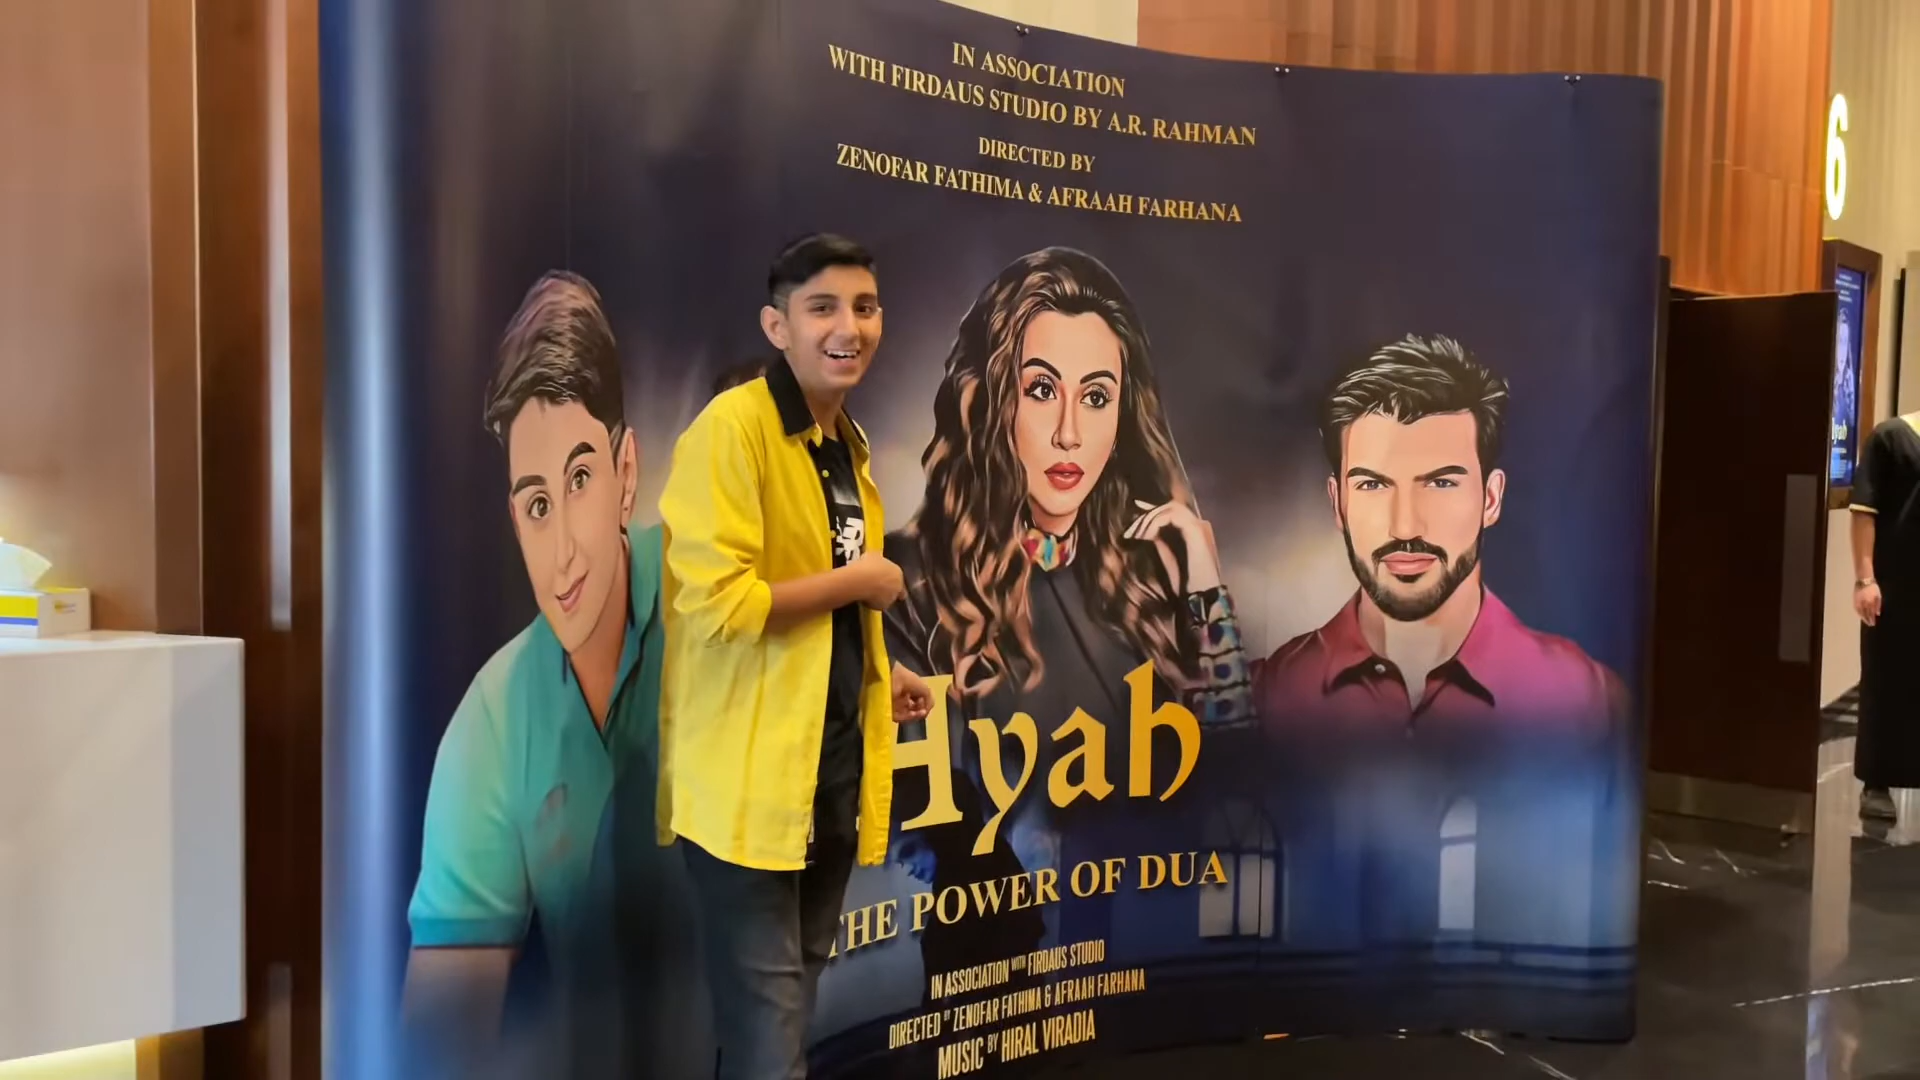 IN ASSOCIATION
WITH FIRDAUS STUDIO BY A.R. RAHMAN
DIRECTED BY
ZENOFAR FATHIMA & AFRAAH FARHANA
Hyah
THE POWER OF DUA
IN ASSOCIATION WITH FIRDAUS STUDIO
DIRECTED BY ZENOFAR FATHIMA & AFRAAH FARHANA
MUSIC BY HIRAL VIRADIA
6